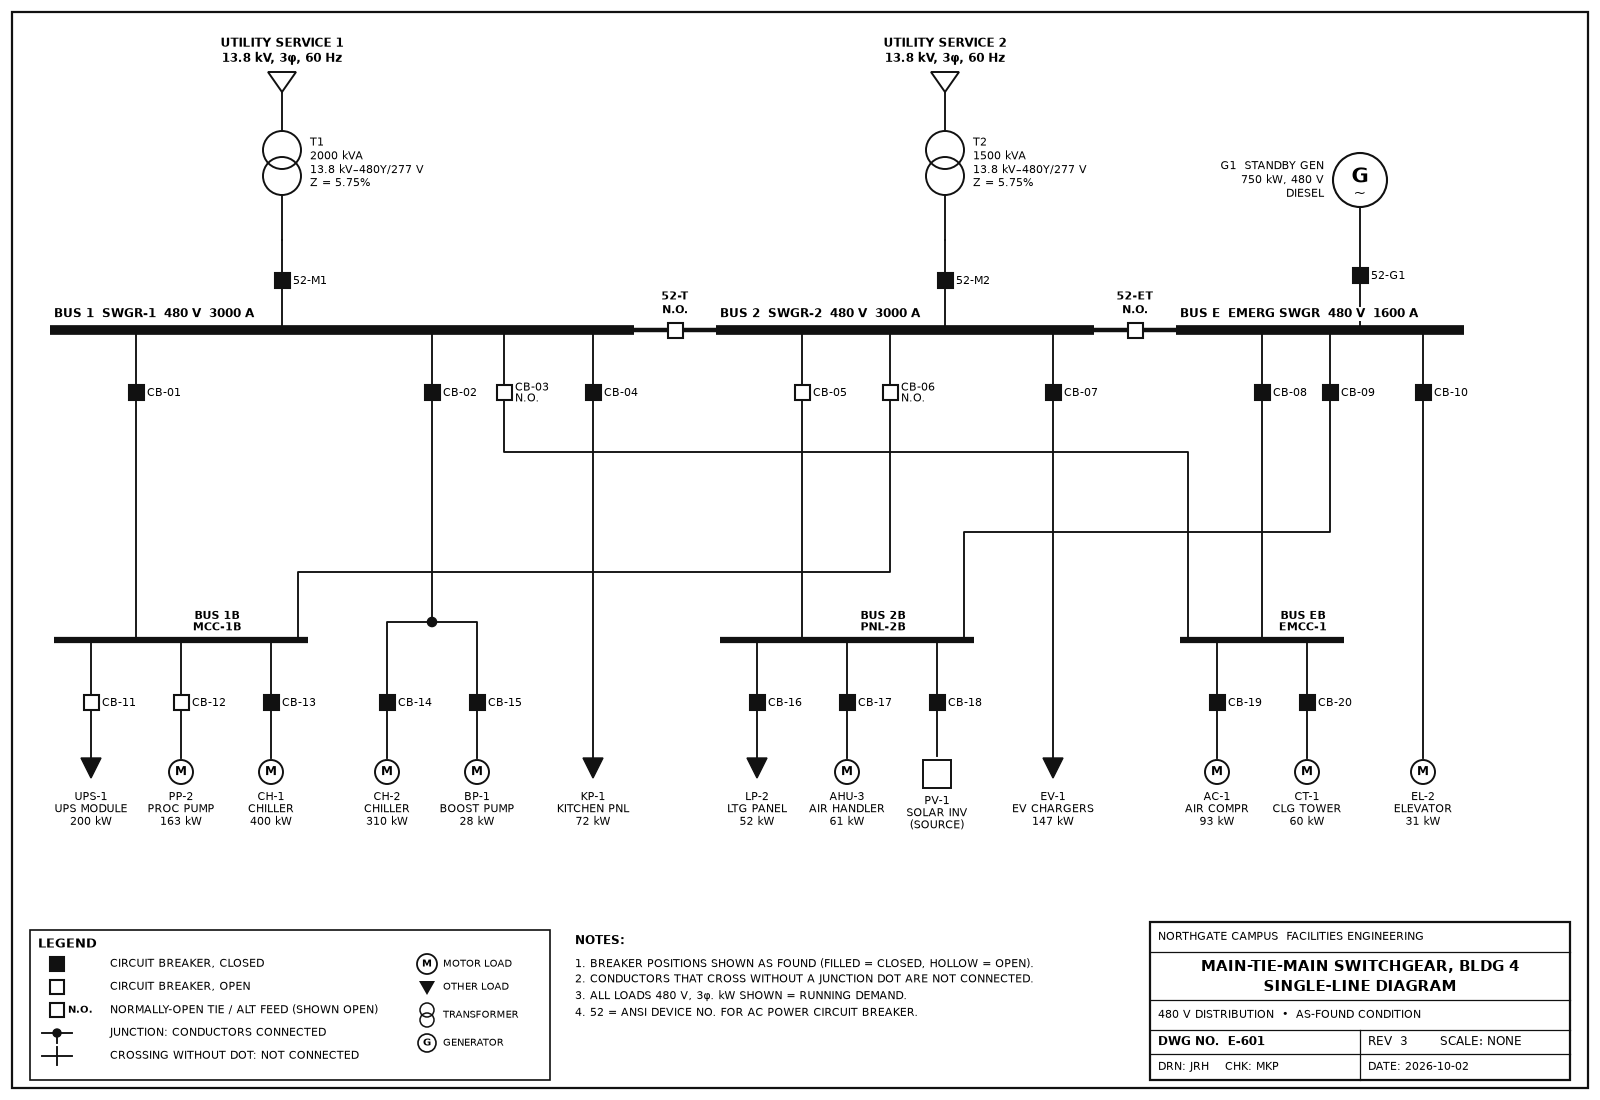 UTILITY SERVICE 1
13.8 kV, 3φ, 60 Hz
UTILITY SERVICE 2
13.8 kV, 3φ, 60 Hz
T1
2000 kVA
13.8 kV–480Y/277 V
Z = 5.75%
T2
1500 kVA
13.8 kV–480Y/277 V
Z = 5.75%
G1 STANDBY GEN
750 kW, 480 V
DIESEL
G
~
52-M1
52-M2
52-G1
BUS 1 SWGR-1 480 V 3000 A
52-T
N.O.
BUS 2 SWGR-2 480 V 3000 A
52-ET
N.O.
BUS E EMERG SWGR 480 V 1600 A
CB-01
CB-02
CB-03
N.O.
CB-04
CB-05
CB-06
N.O.
CB-07
CB-08
CB-09
CB-10
BUS 1B
MCC-1B
BUS 2B
PNL-2B
BUS EB
EMCC-1
CB-11
CB-12
CB-13
CB-14
CB-15
CB-16
CB-17
CB-18
CB-19
CB-20
UPS-1
UPS MODULE
200 kW
M
PP-2
PROC PUMP
163 kW
M
CH-1
CHILLER
400 kW
M
CH-2
CHILLER
310 kW
M
BP-1
BOOST PUMP
28 kW
KP-1
KITCHEN PNL
72 kW
LP-2
LTG PANEL
52 kW
M
AHU-3
AIR HANDLER
61 kW
PV-1
SOLAR INV
(SOURCE)
EV-1
EV CHARGERS
147 kW
M
AC-1
AIR COMPR
93 kW
M
CT-1
CLG TOWER
60 kW
M
EL-2
ELEVATOR
31 kW
LEGEND
CIRCUIT BREAKER, CLOSED
CIRCUIT BREAKER, OPEN
N.O. NORMALLY-OPEN TIE / ALT FEED (SHOWN OPEN)
JUNCTION: CONDUCTORS CONNECTED
CROSSING WITHOUT DOT: NOT CONNECTED
M MOTOR LOAD
OTHER LOAD
TRANSFORMER
G GENERATOR
NOTES:
1. BREAKER POSITIONS SHOWN AS FOUND (FILLED = CLOSED, HOLLOW = OPEN).
2. CONDUCTORS THAT CROSS WITHOUT A JUNCTION DOT ARE NOT CONNECTED.
3. ALL LOADS 480 V, 3φ. kW SHOWN = RUNNING DEMAND.
4. 52 = ANSI DEVICE NO. FOR AC POWER CIRCUIT BREAKER.
NORTHGATE CAMPUS FACILITIES ENGINEERING
MAIN-TIE-MAIN SWITCHGEAR, BLDG 4
SINGLE-LINE DIAGRAM
480 V DISTRIBUTION • AS-FOUND CONDITION
DWG NO. E-601
REV 3 SCALE: NONE
DRN: JRH CHK: MKP
DATE: 2026-10-02